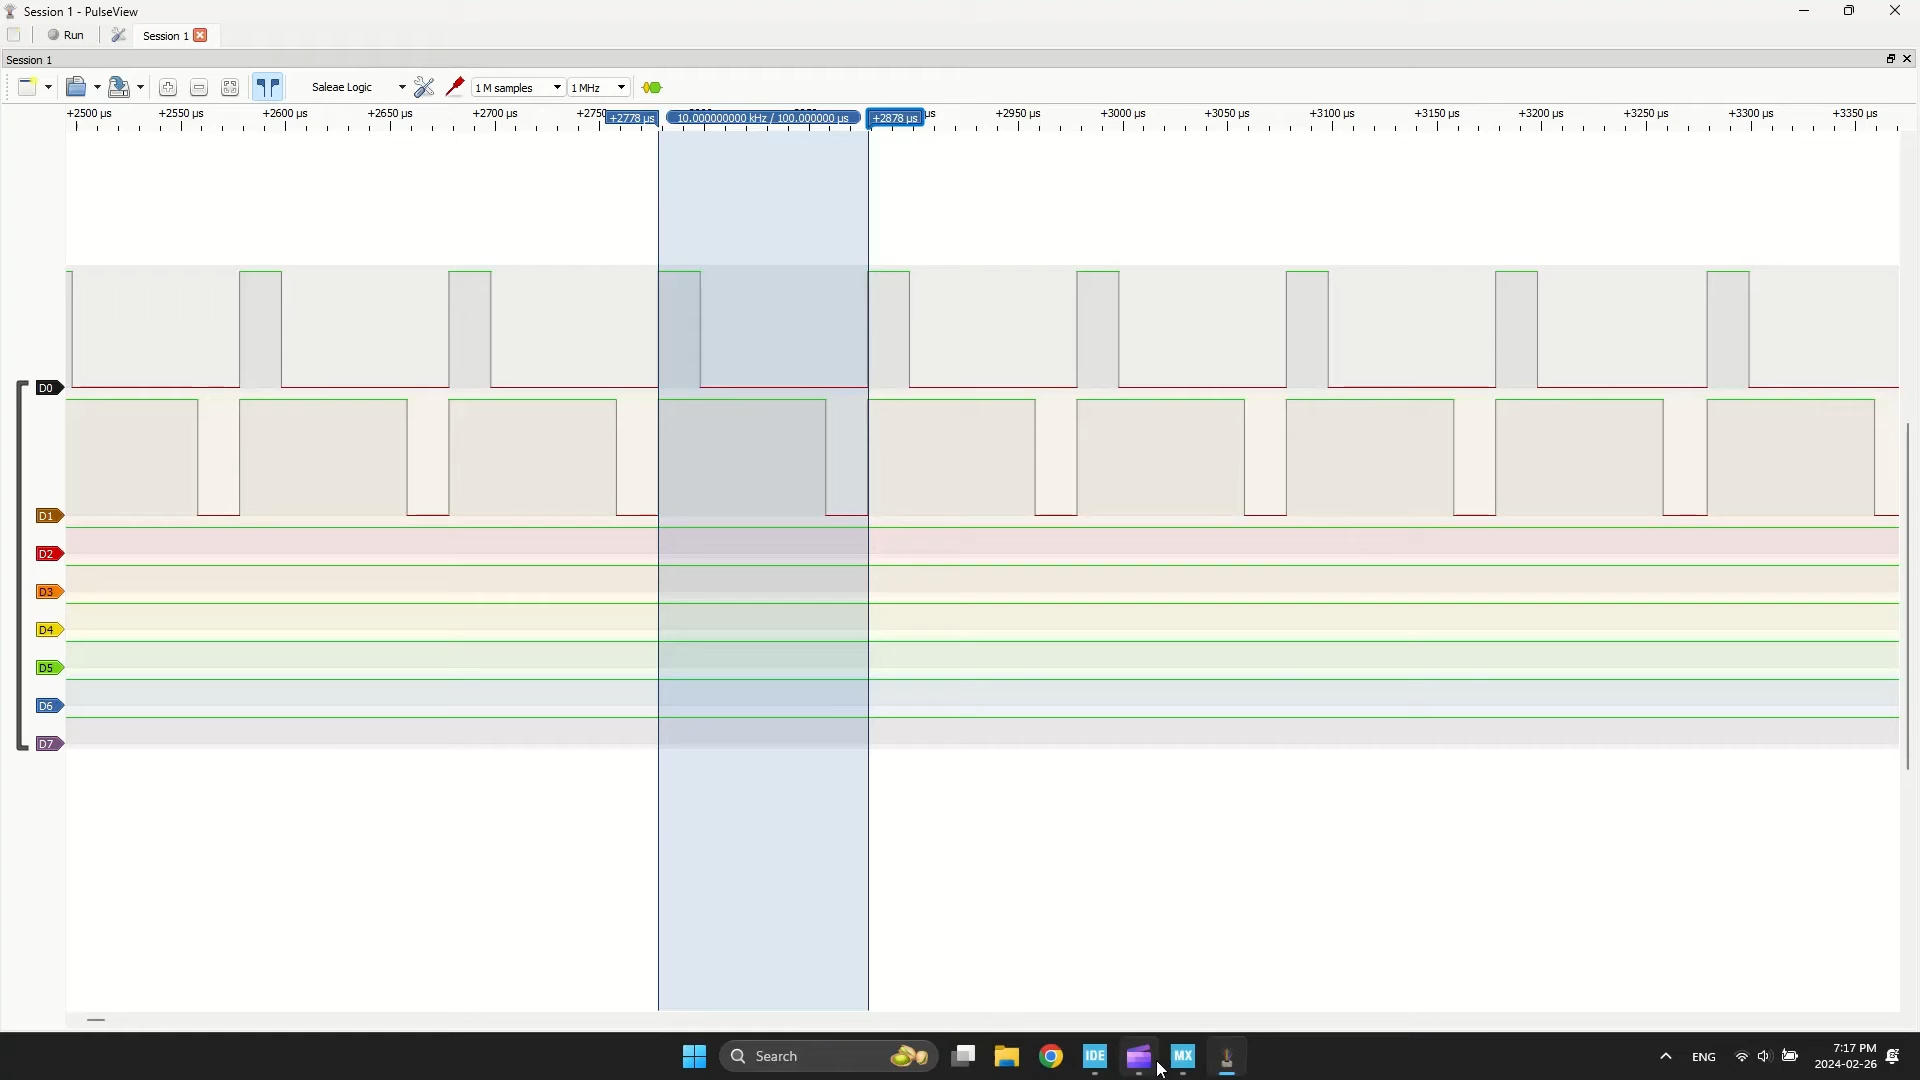 Session 1 - PulseView
Run
Session 1
Session 1
Saleae Logic
1 M samples
1 MHz
+2500 µs +2550 µs +2600 µs +2650 µs +2700 µs +2750 +2778 µs 10.000000000 kHz / 100.000000 µs +2878 µs µs +2950 µs +3000 µs +3050 µs +3100 µs +3150 µs +3200 µs +3250 µs +3300 µs +3350 µs
D0
D1
D2
D3
D4
D5
D6
D7
Search
IDE
MX
ENG
7:17 PM
2024-02-26